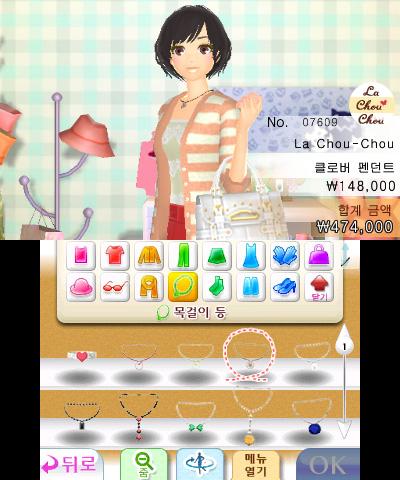 La
Chou
Chou
No. 07609
La Chou-Chou
클로버 펜던트
₩148,000
합계 금액
₩474,000
닫기
목걸이 등
1
뒤로
줌
메뉴
열기
OK